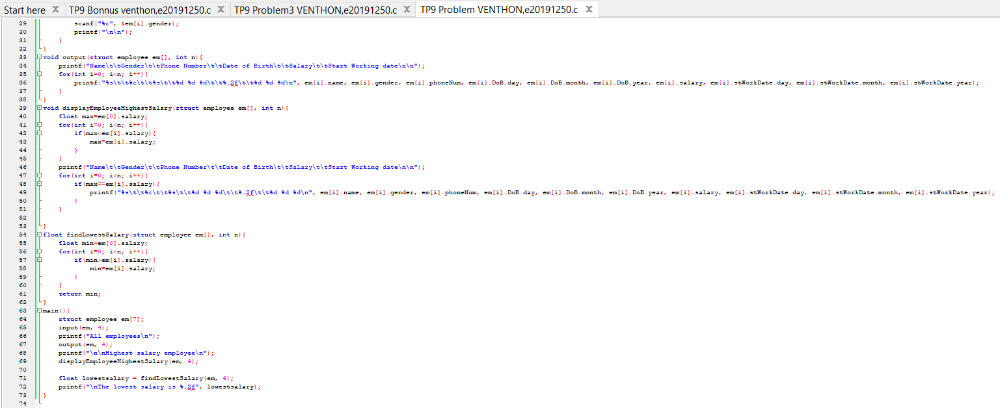 Start here X TP9 Bonnus venthon,e20191250.c X TP9 Problem3 VENTHON,e20191250.c X TP9 Problem VENTHON,e20191250.c X
29 scanf("%c", &em[i].gender);
30 printf("\n\n");
31 }
32 }
33 void output(struct employee em[], int n){
34 printf("Name\t\tGender\t\tPhone Number\t\tDate of Birth\t\tSalary\t\tStart Working date\n\n");
35 for(int i=0; i<n; i++){
36 printf("%s\t\t%c\t\t%s\t\t%d %d %d\t\t%.2f\t\t%d %d %d\n", em[i].name, em[i].gender, em[i].phoneNum, em[i].DoB.day, em[i].DoB.month, em[i].DoB.year, em[i].salary, em[i].stWorkDate.day, em[i].stWorkDate.month, em[i].stWorkDate.year);
37 }
38 }
39 void displayEmployeeHighestSalary(struct employee em[], int n){
40 float max=em[0].salary;
41 for(int i=0; i<n; i++){
42 if(max<em[i].salary){
43 max=em[i].salary;
44 }
45 }
46 printf("Name\t\tGender\t\tPhone Number\t\tDate of Birth\t\tSalary\t\tStart Working date\n\n");
47 for(int i=0; i<n; i++){
48 if(max==em[i].salary){
49 printf("%s\t\t%c\t\t%s\t\t%d %d %d\t\t%.2f\t\t%d %d %d\n", em[i].name, em[i].gender, em[i].phoneNum, em[i].DoB.day, em[i].DoB.month, em[i].DoB.year, em[i].salary, em[i].stWorkDate.day, em[i].stWorkDate.month, em[i].stWorkDate.year);
50 }
51 }
52
53 }
54 float findLowestSalary(struct employee em[], int n){
55 float min=em[0].salary;
56 for(int i=0; i<n; i++){
57 if(min>em[i].salary){
58 min=em[i].salary;
59 }
60 }
61 return min;
62 }
63 main(){
64 struct employee em[7];
65 input(em, 4);
66 printf("All employees\n");
67 output(em, 4);
68 printf("\n\nHighest salary employee\n");
69 displayEmployeeHighestSalary(em, 4);
70
71 float lowestsalary = findLowestSalary(em, 4);
72 printf("\nThe lowest salary is %.2f", lowestsalary);
73 }
74